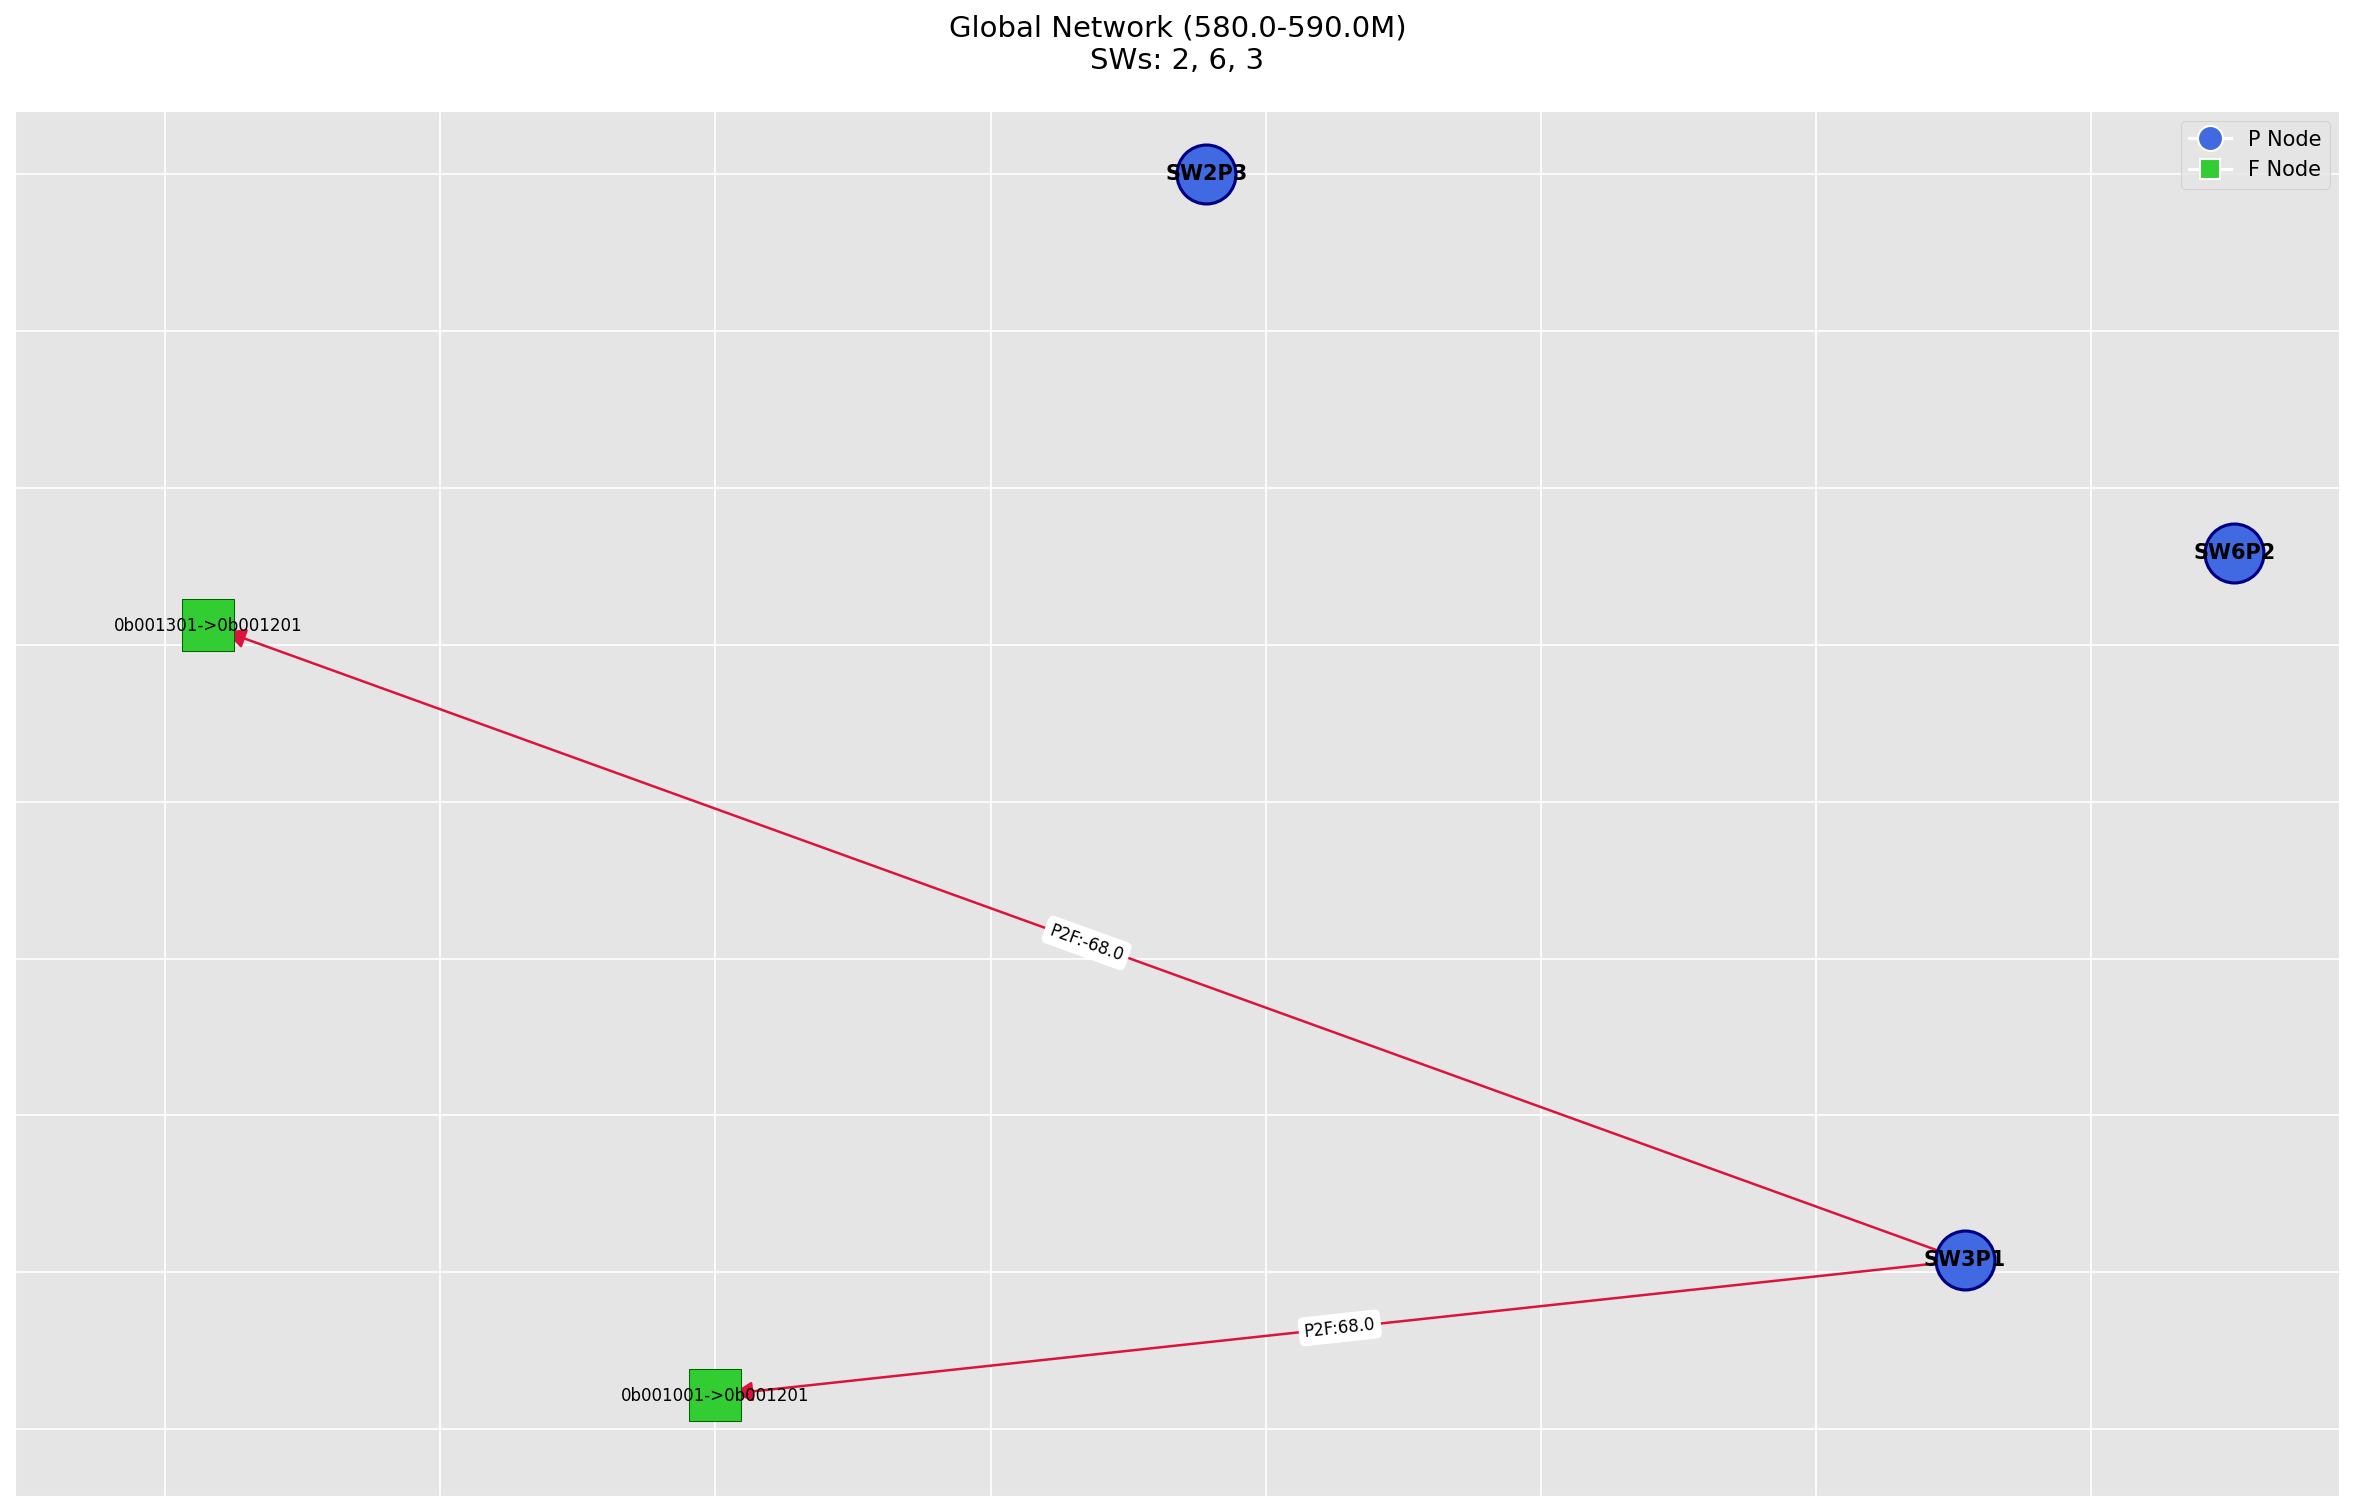 Global Network (580.0-590.0M)
SWs: 2, 6, 3
P Node
F Node
SW2P3
SW6P2
0b001301->0b001201
P2F:-68.0
SW3P1
P2F:68.0
0b001001->0b001201